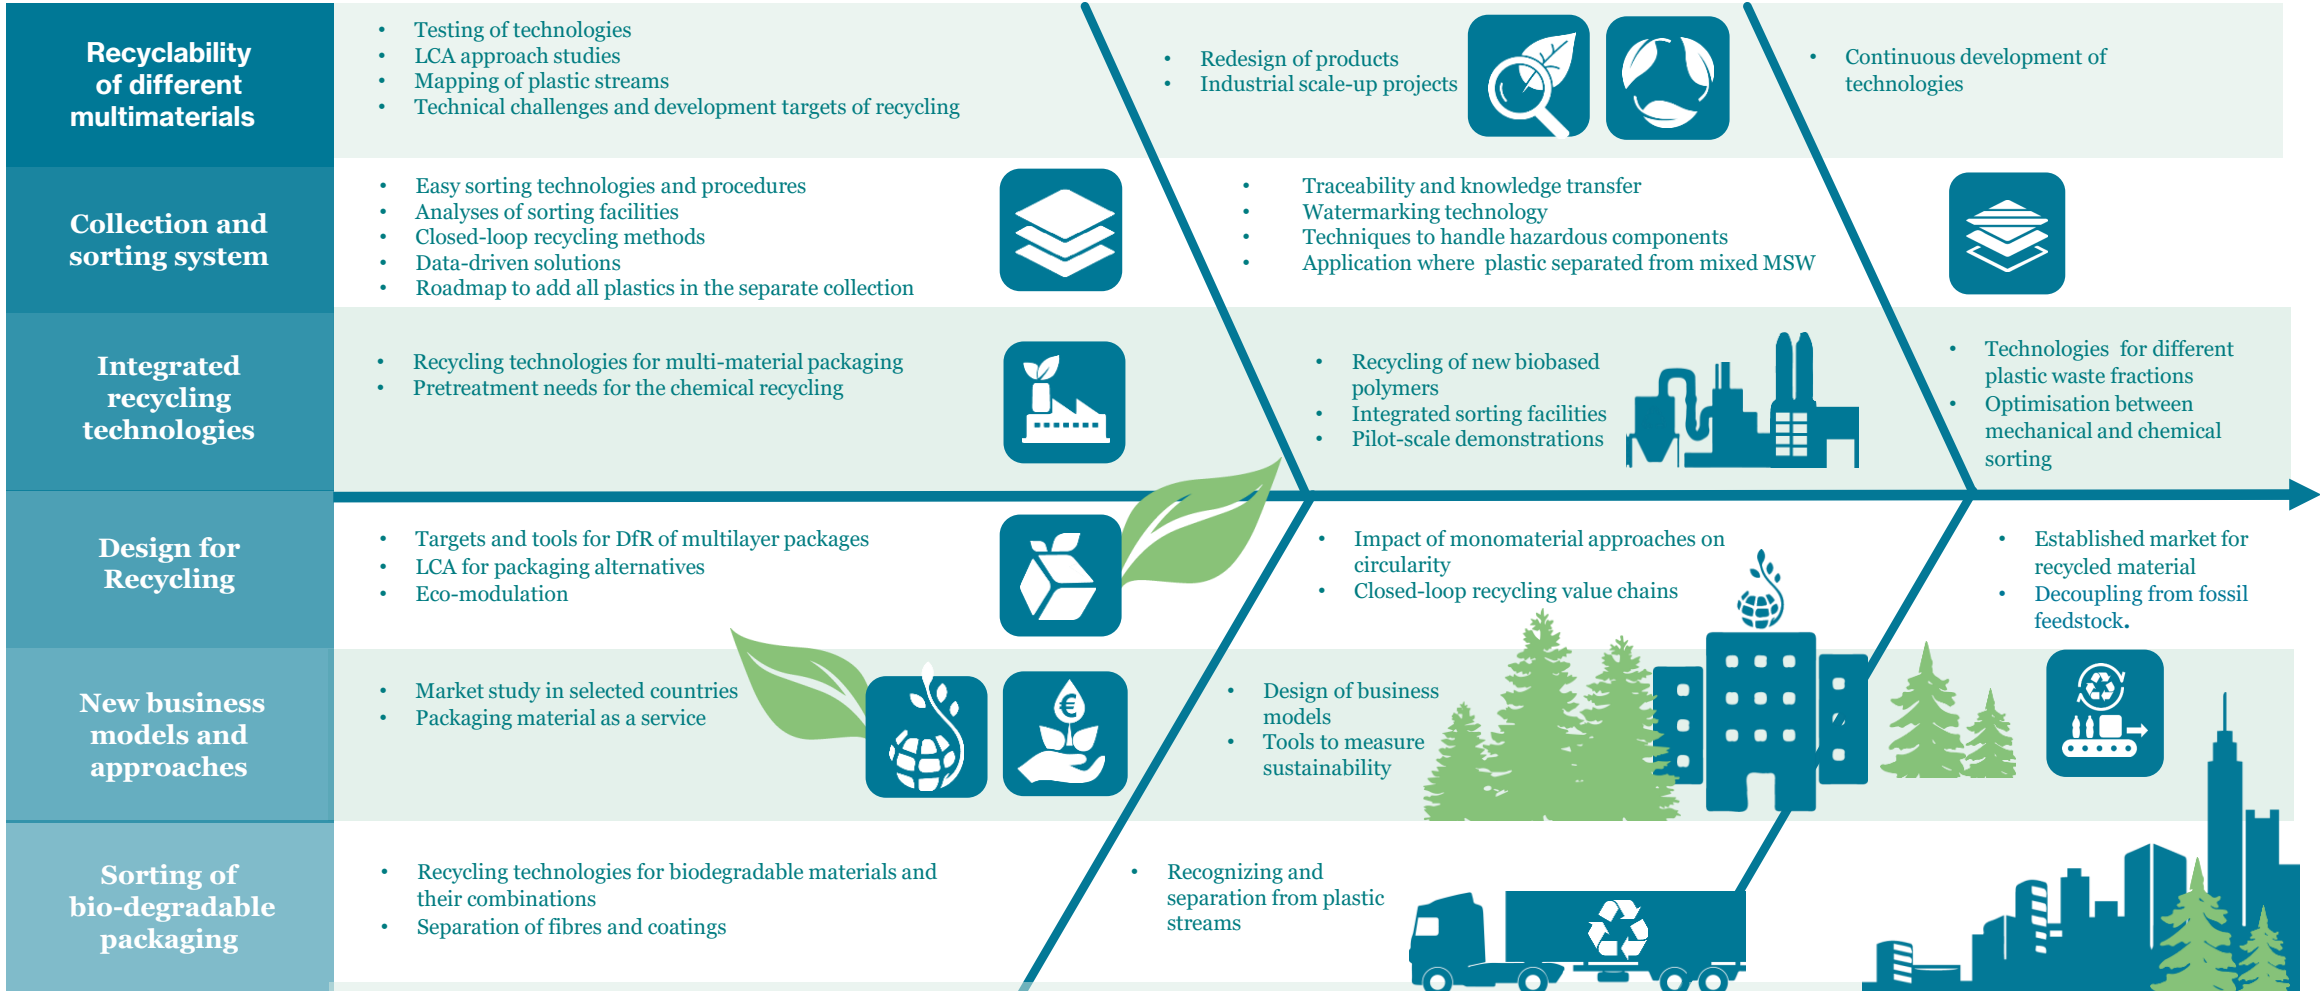 Recyclability
of different
multimaterials
• Testing of technologies
• LCA approach studies
• Mapping of plastic streams
• Technical challenges and development targets of recycling
• Redesign of products
• Industrial scale-up projects
• Continuous development of
technologies
Collection and
sorting system
• Easy sorting technologies and procedures
• Analyses of sorting facilities
• Closed-loop recycling methods
• Data-driven solutions
• Roadmap to add all plastics in the separate collection
• Traceability and knowledge transfer
• Watermarking technology
• Techniques to handle hazardous components
• Application where plastic separated from mixed MSW
Integrated
recycling
technologies
• Recycling technologies for multi-material packaging
• Pretreatment needs for the chemical recycling
• Recycling of new biobased
polymers
• Integrated sorting facilities
• Pilot-scale demonstrations
• Technologies for different
plastic waste fractions
• Optimisation between
mechanical and chemical
sorting
Design for
Recycling
• Targets and tools for DfR of multilayer packages
• LCA for packaging alternatives
• Eco-modulation
• Impact of monomaterial approaches on
circularity
• Closed-loop recycling value chains
• Established market for
recycled material
• Decoupling from fossil
feedstock.
New business
models and
approaches
• Market study in selected countries
• Packaging material as a service
€
• Design of business
models
• Tools to measure
sustainability
Sorting of
bio-degradable
packaging
• Recycling technologies for biodegradable materials and
their combinations
• Separation of fibres and coatings
• Recognizing and
separation from plastic
streams